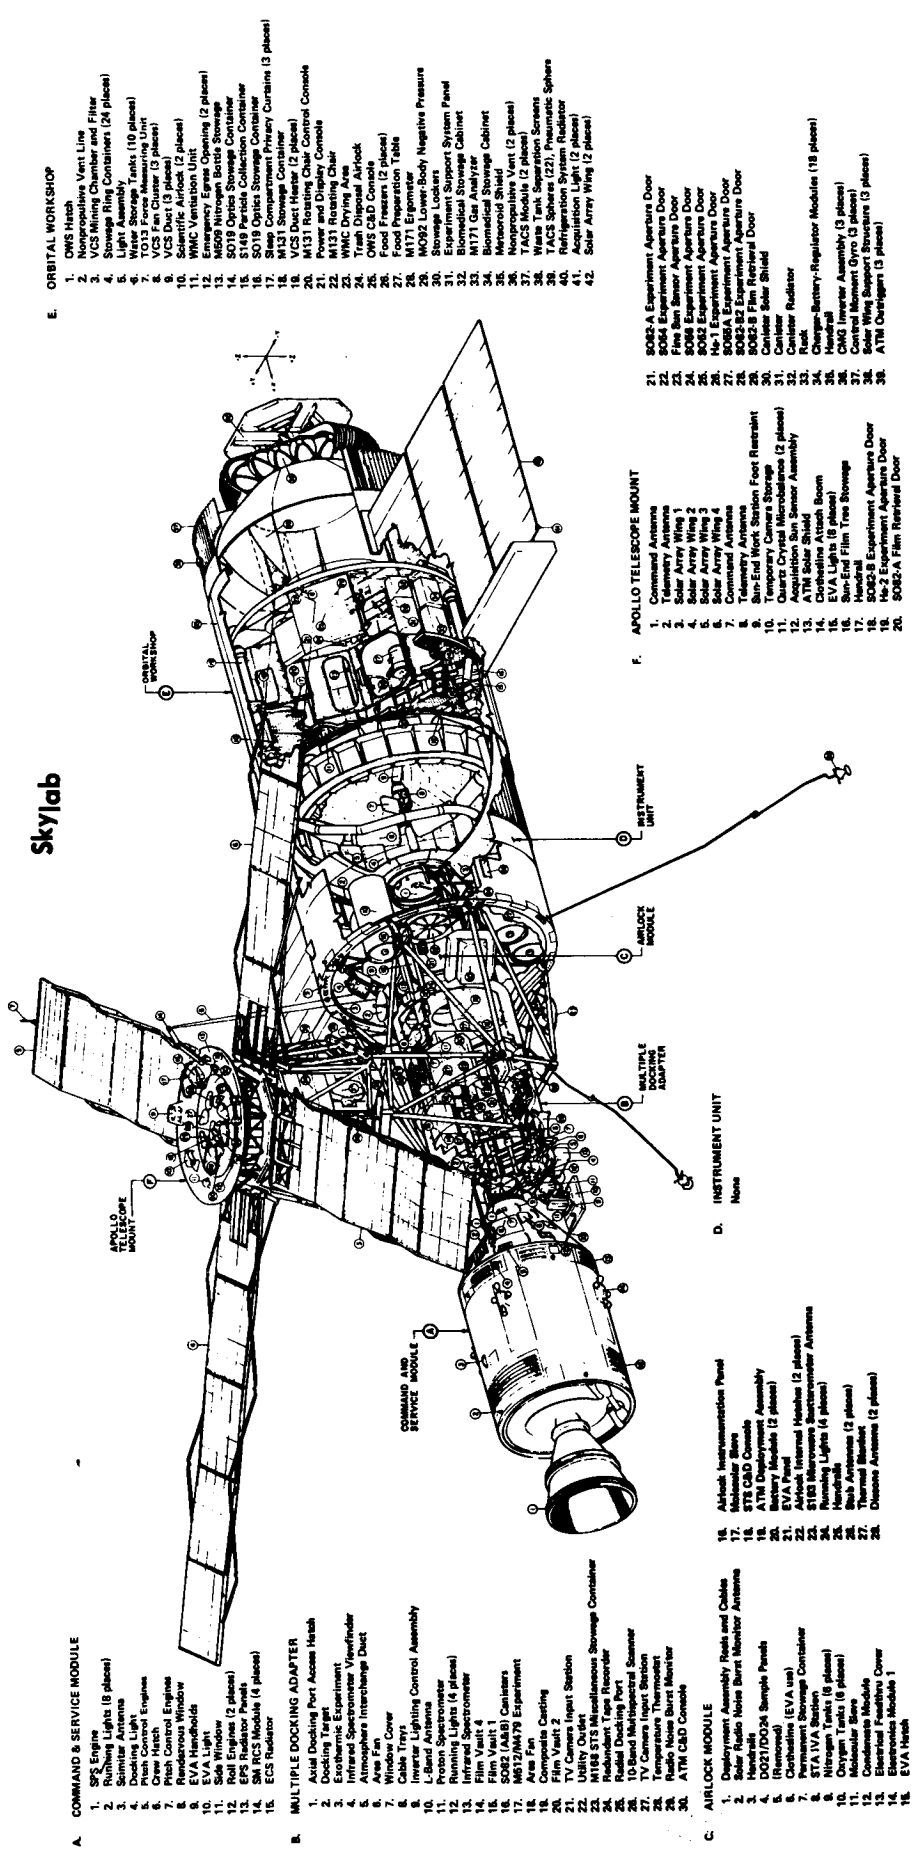 Skylab
A. COMMAND & SERVICE MODULE
1. SPS Engine
2. Running Lights (8 places)
3. Scimitar Antenna
4. Docking Light
5. Pitch Control Engines
6. Crew Hatch
7. Pitch Control Engines
8. Rendezvous Window
9. EVA Handholds
10. EVA Light
11. Side Window
12. Roll Engines (2 places)
13. EPS Radiator Panels
14. SM RCS Module (4 places)
15. ECS Radiator
B. MULTIPLE DOCKING ADAPTER
1. Axial Docking Port Access Hatch
2. Docking Target
3. Exothermic Experiment
4. Infrared Spectrometer Viewfinder
5. Atmosphere Interchange Duct
6. Area Fan
7. Window Cover
8. Cable Trays
9. Inverter Lighting Control Assembly
10. L-Band Antenna
11. Proton Spectrometer
12. Running Lights (4 places)
13. Infrared Spectrometer
14. Film Vault 4
15. Film Vault 1
16. S082 (A&B) Canisters
17. M512/M479 Experiment
18. Area Fan
19. Composite Casting
20. Film Vault 2
21. TV Camera Input Station
22. Utility Outlet
23. M168 STS Miscellaneous Stowage Container
24. Redundant Tape Recorder
25. Radial Docking Port
26. 10-Band Multispectral Scanner
27. TV Camera Input Station
28. Temperature Thermostat
29. Radio Noise Burst Monitor
30. ATM C&D Console
C. AIRLOCK MODULE
1. Deployment Assembly Reels and Cables
2. Solar Radio Noise Burst Monitor Antenna
3. Handrails
4. DO21/DO24 Sample Panels
5. (Removed)
6. Clothesline (EVA use)
7. Permanent Stowage Container
8. STA IVA Station
9. Nitrogen Tanks (6 places)
10. Oxygen Tanks (6 places)
11. Molecular Sieve
12. Condensate Module
13. Electrical Feedthru Cover
14. Electronics Module 1
15. EVA Hatch
16. Airlock Instrumentation Panel
17. Molecular Sieve
18. STS C&D Console
19. ATM Deployment Assembly
20. Battery Module (2 places)
21. EVA Panel
22. Airlock Internal Hatches (2 places)
23. S193 Microwave Scatterometer Antenna
24. Running Lights (4 places)
25. Handrails
26. Stub Antennas (2 places)
27. Thermal Blanket
28. Discone Antenna (2 places)
D. INSTRUMENT UNIT
None
E. ORBITAL WORKSHOP
1. OWS Hatch
2. Nonpropulsive Vent Line
3. VCS Mixing Chamber and Filter
4. Stowage Ring Containers (24 places)
5. Light Assembly
6. Water Storage Tanks (10 places)
7. TO13 Force Measuring Unit
8. VCS Fan Cluster (3 places)
9. VCS Duct (3 places)
10. Scientific Airlock (2 places)
11. WMC Ventilation Unit
12. Emergency Egress Opening (2 places)
13. M509 Nitrogen Bottle Stowage
14. SO19 Optics Stowage Container
15. S149 Particle Collection Container
16. SO19 Optics Stowage Container
17. Sleep Compartment Privacy Curtains (3 places)
18. M131 Stowage Container
19. VCS Duct Heater (2 places)
20. M131 Rotating Chair Control Console
21. Power and Display Console
22. M131 Rotating Chair
23. WMC Drying Area
24. Trash Disposal Airlock
25. OWS C&D Console
26. Food Freezers (2 places)
27. Food Preparation Table
28. M171 Ergometer
29. MO92 Lower-Body Negative Pressure
30. Stowage Lockers
31. Experiment Support System Panel
32. Biomedical Stowage Cabinet
33. M171 Gas Analyzer
34. Biomedical Stowage Cabinet
35. Meteoroid Shield
36. Nonpropulsive Vent (2 places)
37. TACS Module (2 places)
38. Waste Tank Separation Screens
39. TACS Spheres (22), Pneumatic Sphere
40. Refrigeration System Radiator
41. Acquisition Light (2 places)
42. Solar Array Wing (2 places)
F. APOLLO TELESCOPE MOUNT
1. Command Antenna
2. Telemetry Antenna
3. Solar Array Wing 1
4. Solar Array Wing 2
5. Solar Array Wing 3
6. Solar Array Wing 4
7. Command Antenna
8. Telemetry Antenna
9. Sun-End Work Station Foot Restraint
10. Temporary Camera Storage
11. Quartz Crystal Microbalance (2 places)
12. Acquisition Sun Sensor Assembly
13. ATM Solar Shield
14. Clothesline Attach Boom
15. EVA Lights (8 places)
16. Sun-End Film Tree Stowage
17. Handrail
18. SO82-B Experiment Aperture Door
19. Hα-2 Experiment Aperture Door
20. SO82-A Film Retrieval Door
21. SO82-A Experiment Aperture Door
22. SO54 Experiment Aperture Door
23. Fine Sun Sensor Aperture Door
24. SO56 Experiment Aperture Door
25. SO52 Experiment Aperture Door
26. Hα-1 Experiment Aperture Door
27. SO55A Experiment Aperture Door
28. SO82-B2 Experiment Aperture Door
29. SO82-B Film Retrieval Door
30. Canister Solar Shield
31. Canister
32. Canister Radiator
33. Rack
34. Charger-Battery-Regulator Modules (18 places)
35. Handrail
36. CMG Inverter Assembly (3 places)
37. Control Moment Gyro (3 places)
38. Solar Wing Support Structure (3 places)
39. ATM Outriggers (3 places)
APOLLO
TELESCOPE
MOUNT
F
COMMAND AND
SERVICE MODULE
A
MULTIPLE
DOCKING
ADAPTER
B
AIRLOCK
MODULE
C
INSTRUMENT
UNIT
D
ORBITAL
WORKSHOP
E